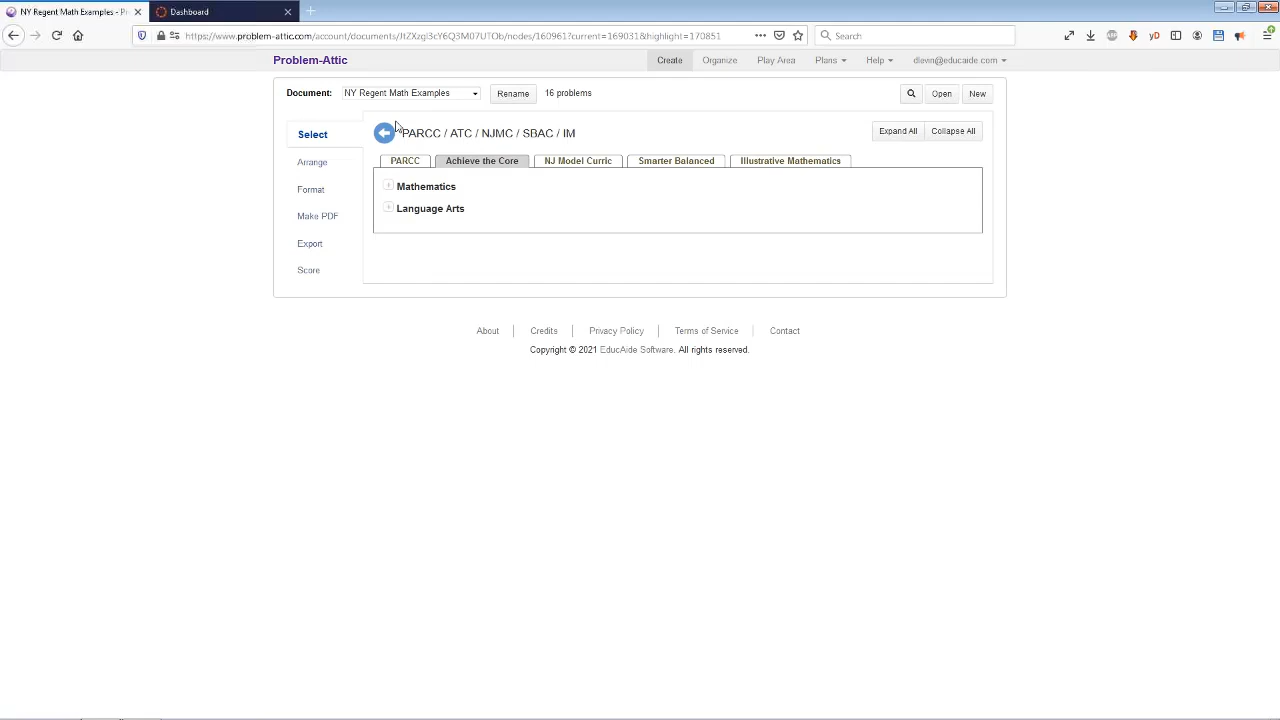 NY Regent Math Examples - Pr
Dashboard
https://www.problem-attic.com/account/documents/JtZXzgi3cY6Q3M07UTOb/nodes/160961?current=169031&highlight=170851
Search
Problem-Attic
Create
Organize
Play Area
Plans
Help
dlevin@educaide.com
Document:
NY Regent Math Examples
Rename
16 problems
Open
New
Select
Arrange
Format
Make PDF
Export
Score
PARCC / ATC / NJMC / SBAC / IM
Expand All
Collapse All
PARCC
Achieve the Core
NJ Model Curric
Smarter Balanced
Illustrative Mathematics
Mathematics
Language Arts
About
Credits
Privacy Policy
Terms of Service
Contact
Copyright © 2021 EducAide Software. All rights reserved.